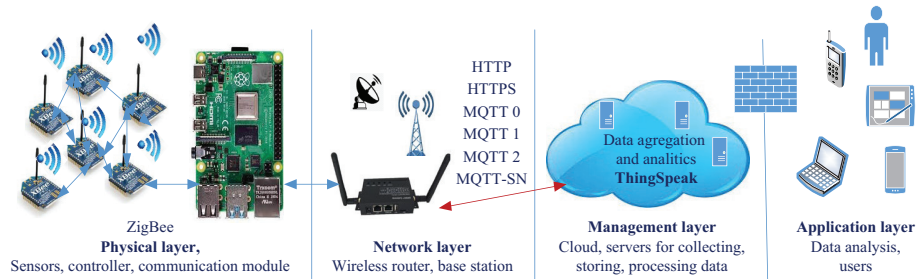 HTTP
HTTPS
MQTT 0
MQTT 1
MQTT 2
MQTT-SN
Data agregation
and analitics
ThingSpeak
ZigBee
Physical layer,
Sensors, controller, communication module
Network layer
Wireless router, base station
Management layer
Cloud, servers for collecting,
storing, processing data
Application layer
Data analysis,
users